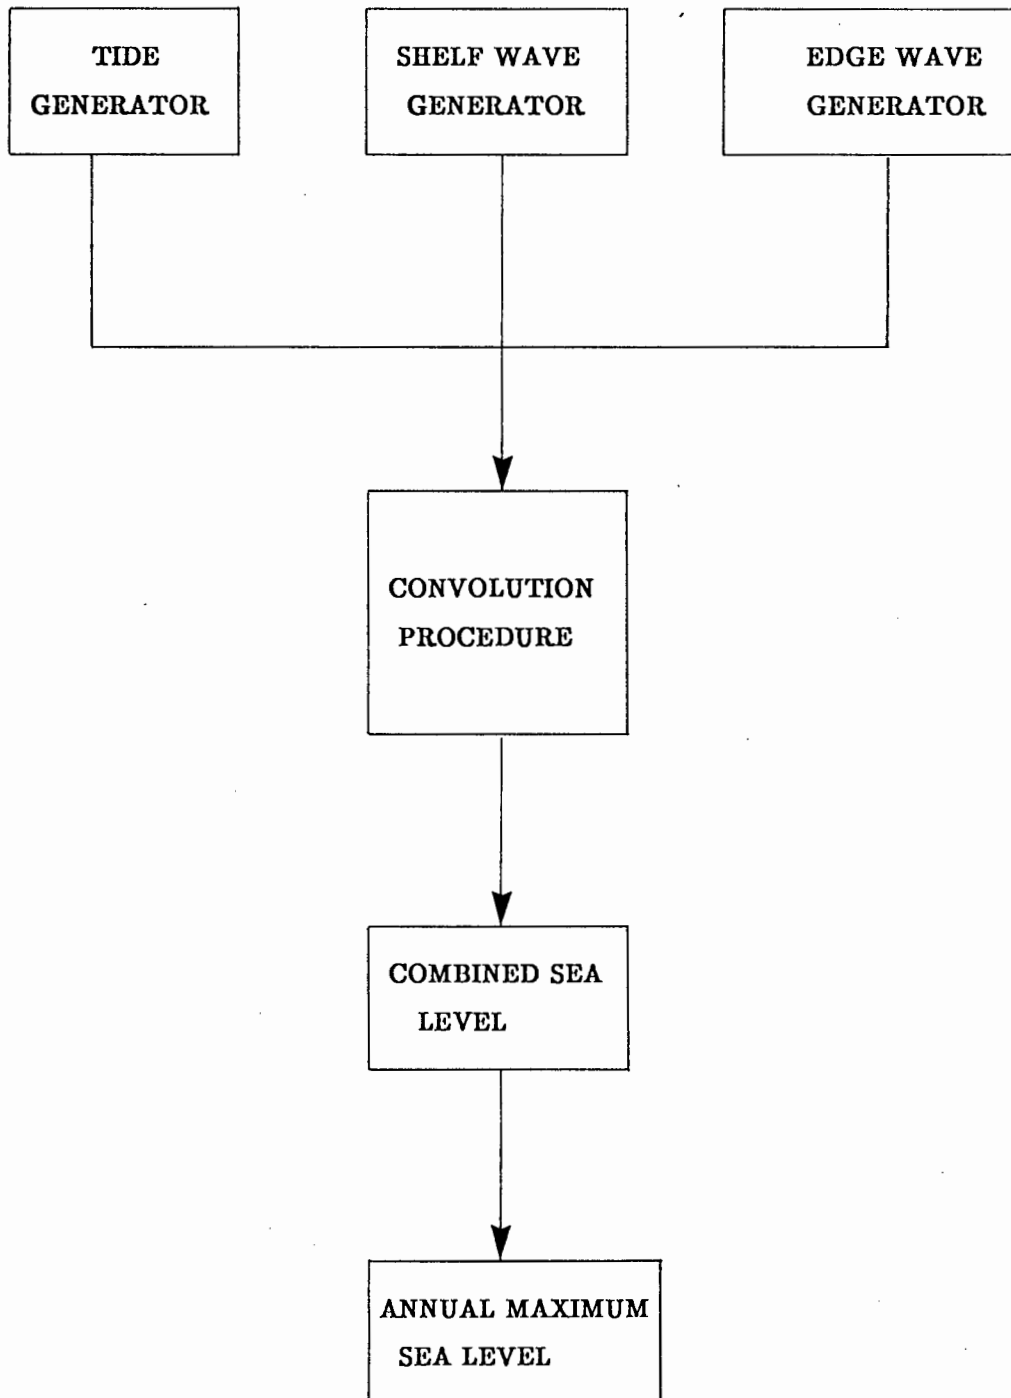 TIDE
GENERATOR
SHELF WAVE
GENERATOR
EDGE WAVE
GENERATOR
CONVOLUTION
PROCEDURE
COMBINED SEA
LEVEL
ANNUAL MAXIMUM
SEA LEVEL